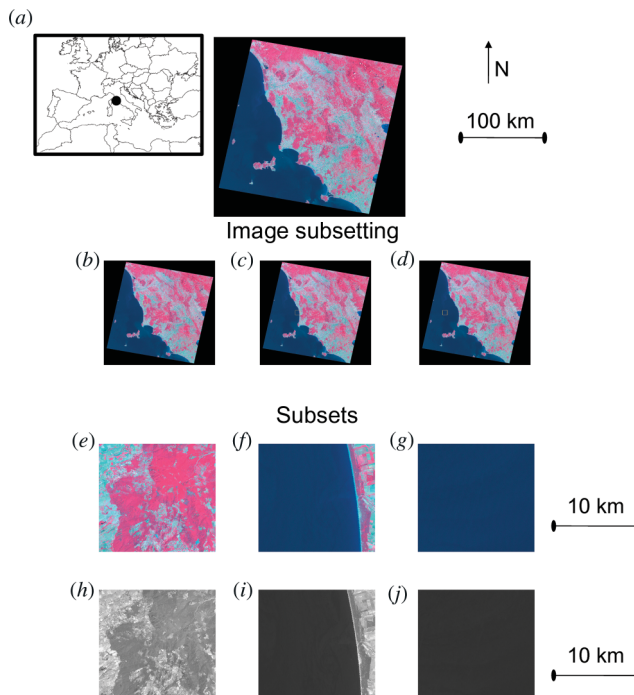 (a)
N
100 km
Image subsetting
(b) (c) (d)
Subsets
(e) (f) (g)
10 km
(h) (i) (j)
10 km